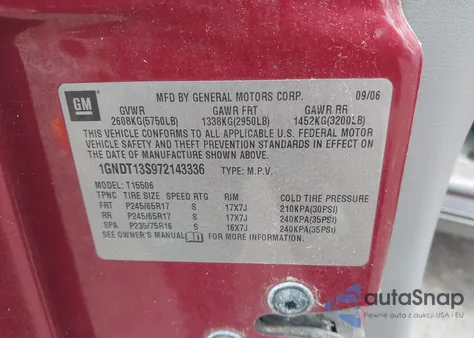 GM
MFD BY GENERAL MOTORS CORP. 09/06
GVWR GAWR FRT GAWR RR
2608KG(5750LB) 1338KG(2950LB) 1452KG(3200LB)
THIS VEHICLE CONFORMS TO ALL APPLICABLE U.S. FEDERAL MOTOR
VEHICLE SAFETY AND THEFT PREVENTION STANDARDS IN EFFECT ON
THE DATE OF MANUFACTURE SHOWN ABOVE.
1GNDT13S972143336 TYPE: M.P.V.
MODEL: T15506
TPNC TIRE SIZE SPEED RTG RIM COLD TIRE PRESSURE
FRT P245/65R17 S 17X7J 210KPA(30PSI)
RR P245/65R17 S 17X7J 240KPA(35PSI)
SPA P235/75R16 S 16X7J 240KPA(35PSI)
SEE OWNER'S MANUAL FOR MORE INFORMATION.
autoSnap
Pewne auta z USA i EU